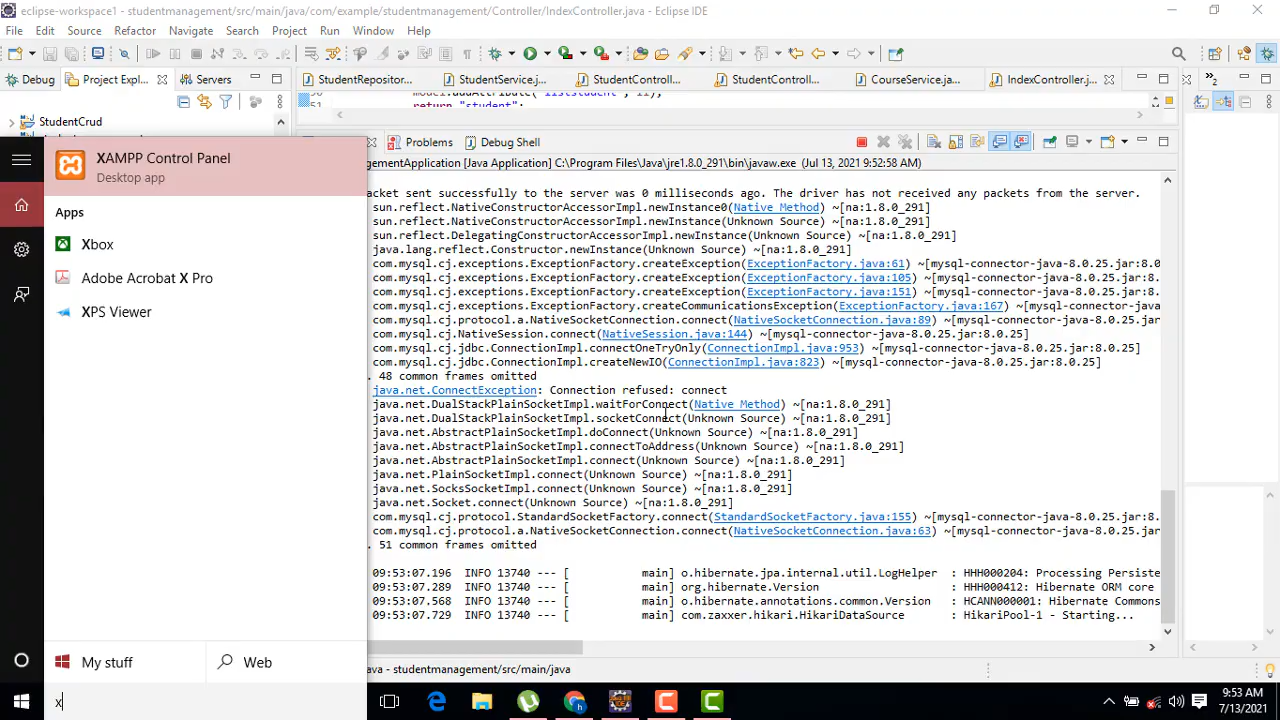 eclipse-workspace1 - studentmanagement/src/main/java/com/example/studentmanagement/Controller/IndexController.java - Eclipse IDE
File Edit Source Refactor Navigate Search Project Run Window Help
Debug Project Expl... Servers StudentRepositor... StudentService.j... StudentControll... StudentControll... CourseService.ja... IndexController.j... 2
51 return "student";
StudentCrud
Problems Debug Shell
XAMPP Control Panel
Desktop app
Apps
Xbox
Adobe Acrobat X Pro
XPS Viewer
gementApplication [Java Application] C:\Program Files\Java\jre1.8.0_291\bin\javaw.exe (Jul 13, 2021 9:52:58 AM)
acket sent successfully to the server was 0 milliseconds ago. The driver has not received any packets from the server.
sun.reflect.NativeConstructorAccessorImpl.newInstance0(Native Method) ~[na:1.8.0_291]
sun.reflect.NativeConstructorAccessorImpl.newInstance(Unknown Source) ~[na:1.8.0_291]
sun.reflect.DelegatingConstructorAccessorImpl.newInstance(Unknown Source) ~[na:1.8.0_291]
java.lang.reflect.Constructor.newInstance(Unknown Source) ~[na:1.8.0_291]
com.mysql.cj.exceptions.ExceptionFactory.createException(ExceptionFactory.java:61) ~[mysql-connector-java-8.0.25.jar:8.0
com.mysql.cj.exceptions.ExceptionFactory.createException(ExceptionFactory.java:105) ~[mysql-connector-java-8.0.25.jar:8.
com.mysql.cj.exceptions.ExceptionFactory.createException(ExceptionFactory.java:151) ~[mysql-connector-java-8.0.25.jar:8.
com.mysql.cj.exceptions.ExceptionFactory.createCommunicationsException(ExceptionFactory.java:167) ~[mysql-connector-java
com.mysql.cj.protocol.a.NativeSocketConnection.connect(NativeSocketConnection.java:89) ~[mysql-connector-java-8.0.25.jar
com.mysql.cj.NativeSession.connect(NativeSession.java:144) ~[mysql-connector-java-8.0.25.jar:8.0.25]
com.mysql.cj.jdbc.ConnectionImpl.connectOneTryOnly(ConnectionImpl.java:953) ~[mysql-connector-java-8.0.25.jar:8.0.25]
com.mysql.cj.jdbc.ConnectionImpl.createNewIO(ConnectionImpl.java:823) ~[mysql-connector-java-8.0.25.jar:8.0.25]
. 48 common frames omitted
java.net.ConnectException: Connection refused: connect
java.net.DualStackPlainSocketImpl.waitForConnect(Native Method) ~[na:1.8.0_291]
java.net.DualStackPlainSocketImpl.socketConnect(Unknown Source) ~[na:1.8.0_291]
java.net.AbstractPlainSocketImpl.doConnect(Unknown Source) ~[na:1.8.0_291]
java.net.AbstractPlainSocketImpl.connectToAddress(Unknown Source) ~[na:1.8.0_291]
java.net.AbstractPlainSocketImpl.connect(Unknown Source) ~[na:1.8.0_291]
java.net.PlainSocketImpl.connect(Unknown Source) ~[na:1.8.0_291]
java.net.SocksSocketImpl.connect(Unknown Source) ~[na:1.8.0_291]
java.net.Socket.connect(Unknown Source) ~[na:1.8.0_291]
com.mysql.cj.protocol.StandardSocketFactory.connect(StandardSocketFactory.java:155) ~[mysql-connector-java-8.0.25.jar:8.
com.mysql.cj.protocol.a.NativeSocketConnection.connect(NativeSocketConnection.java:63) ~[mysql-connector-java-8.0.25.jar
. 51 common frames omitted
09:53:07.196 INFO 13740 --- [ main] o.hibernate.jpa.internal.util.LogHelper : HHH000204: Processing Persiste
09:53:07.289 INFO 13740 --- [ main] org.hibernate.Version : HHH000412: Hibernate ORM core
09:53:07.568 INFO 13740 --- [ main] o.hibernate.annotations.common.Version : HCANN000001: Hibernate Commons
09:53:07.729 INFO 13740 --- [ main] com.zaxxer.hikari.HikariDataSource : HikariPool-1 - Starting...
My stuff Web
ava - studentmanagement/src/main/java
x
9:53 AM
7/13/2021